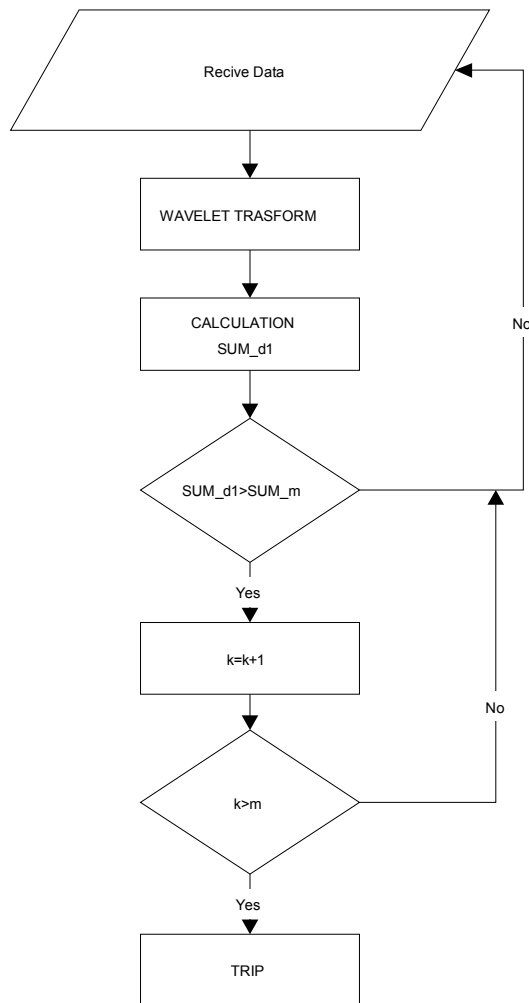 Recive Data
WAVELET TRASFORM
CALCULATION
SUM_d1
No
SUM_d1>SUM_m
Yes
k=k+1
No
k>m
Yes
TRIP